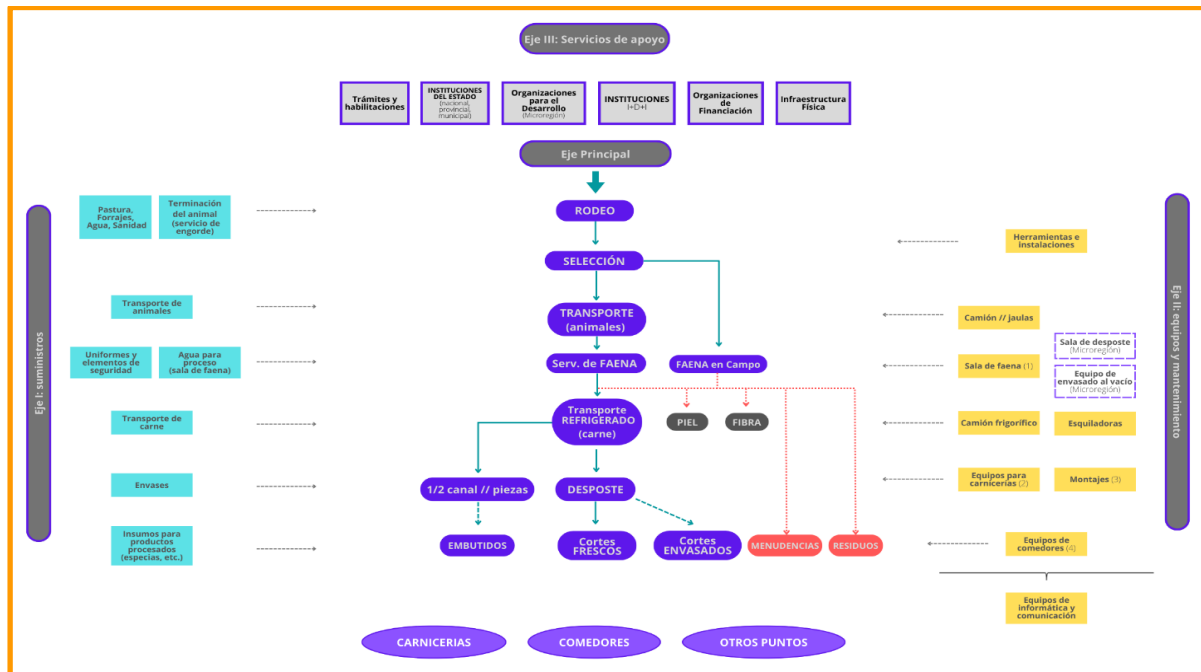 Eje III: Servicios de apoyo
Trámites y
habilitaciones
INSTITUCIONES
DEL ESTADO
(nacional,
provincial,
municipal)
Organizaciones
para el
Desarrollo
(Microregión)
INSTITUCIONES
I+D+I
Organizaciones
de
Financiación
Infraestructura
Física
Eje Principal
Eje I: suministros
Pastura,
Forrajes,
Agua, Sanidad
Terminación
del animal
(servicio de
engorde)
Transporte de
animales
Uniformes y
elementos de
seguridad
Agua para
proceso
(sala de faena)
Transporte de
carne
Envases
Insumos para
productos
procesados
(especias, etc.)
RODEO
SELECCIÓN
TRANSPORTE
(animales)
Serv. de FAENA
FAENA en Campo
Transporte
REFRIGERADO
(carne)
PIEL
FIBRA
1/2 canal // piezas
DESPOSTE
EMBUTIDOS
Cortes
FRESCOS
Cortes
ENVASADOS
MENUDENCIAS
RESIDUOS
CARNICERIAS
COMEDORES
OTROS PUNTOS
Herramientas e
instalaciones
Camión // jaulas
Sala de desposte
(Microregión)
Sala de faena (1)
Equipo de
envasado al vacío
(Microregión)
Camión frigorífico
Esquiladoras
Equipos para
carnicerías (2)
Montajes (3)
Equipos de
comedores (4)
Equipos de
informática y
comunicación
Eje II: equipos y mantenimiento